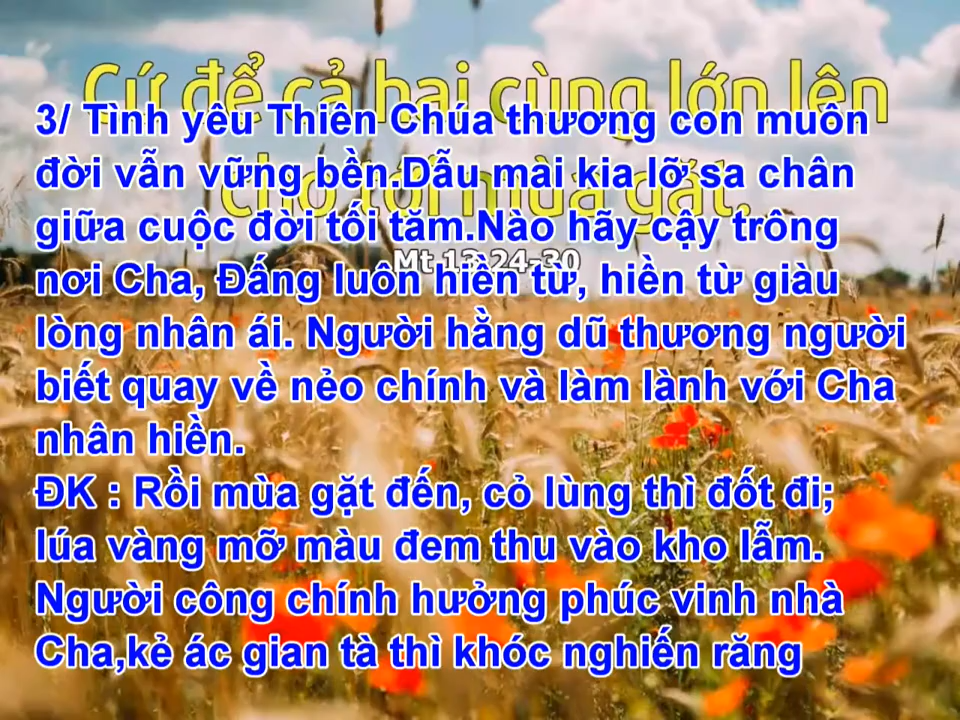 Cứ để cả hai cùng lớn lên
cho tới mùa gặt.
Mt 13,24-30
3/ Tình yêu Thiên Chúa thương con muôn
đời vẫn vững bền.Dẫu mai kia lỡ sa chân
giữa cuộc đời tối tăm.Nào hãy cậy trông
nơi Cha, Đấng luôn hiền từ, hiền từ giàu
lòng nhân ái. Người hằng dũ thương người
biết quay về nẻo chính và làm lành với Cha
nhân hiền.
ĐK : Rồi mùa gặt đến, cỏ lùng thì đốt đi;
lúa vàng mỡ màu đem thu vào kho lẫm.
Người công chính hưởng phúc vinh nhà
Cha,kẻ ác gian tà thì khóc nghiến răng